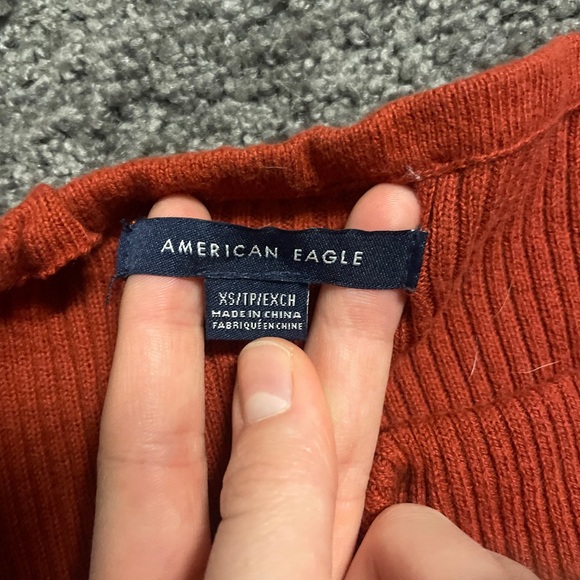 AMERICAN EAGLE
XS/TP/EXCH
MADE IN CHINA
FABRIQUÉ EN CHINE